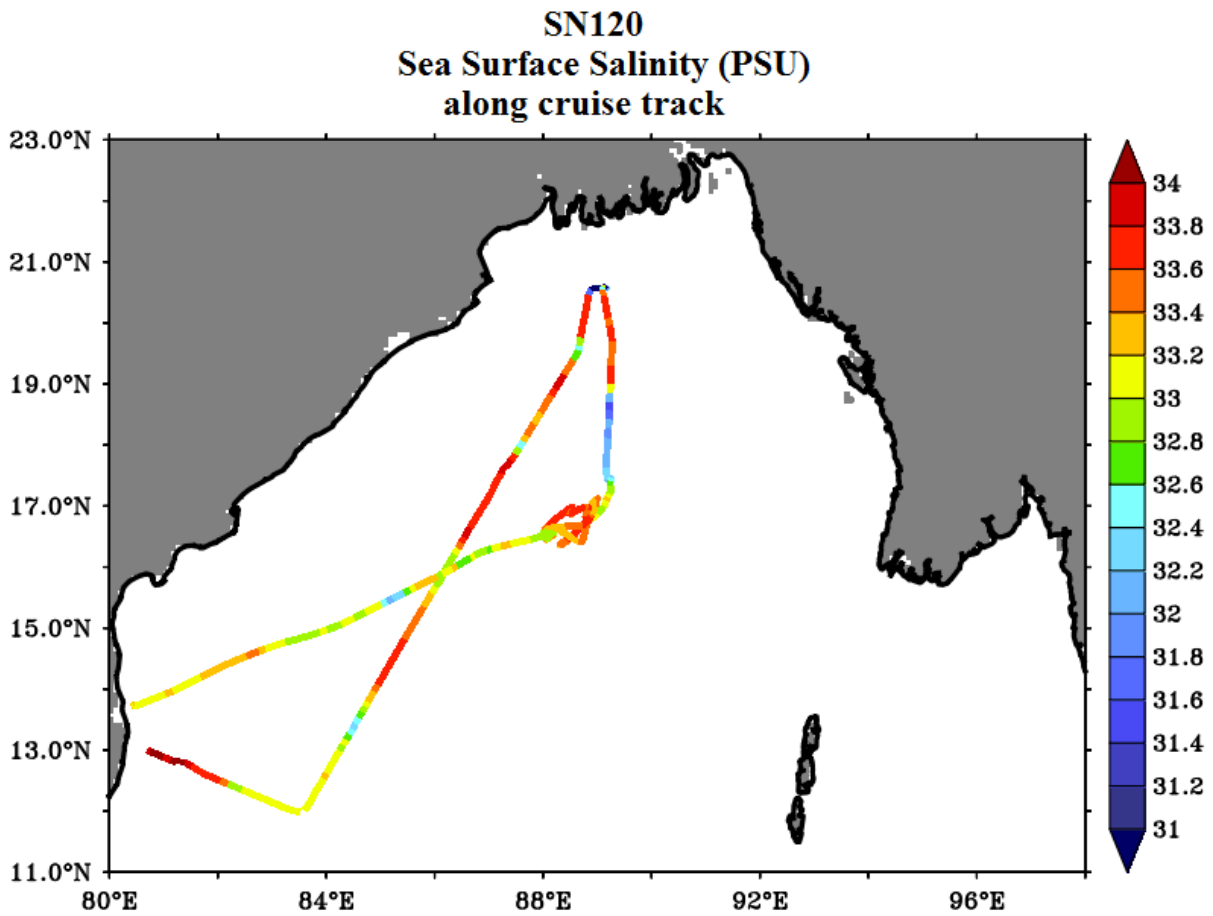 SN120
Sea Surface Salinity (PSU)
along cruise track
23.0°N
21.0°N
19.0°N
17.0°N
15.0°N
13.0°N
11.0°N
80°E 84°E 88°E 92°E 96°E
34
33.8
33.6
33.4
33.2
33
32.8
32.6
32.4
32.2
32
31.8
31.6
31.4
31.2
31